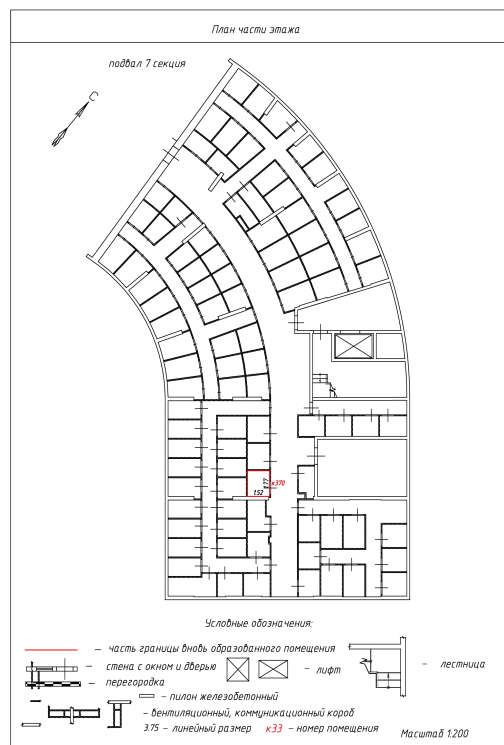 План части этажа
подвал 7 секция
С
1.77
к370
1.52
Условные обозначения:
— часть границы вновь образованного помещения
— стена с окном и дверью
— перегородка
— лифт
— лестница
— пилон железобетонный
— вентиляционный, коммуникационный короб
3.75 — линейный размер
к33 — номер помещения
Масштаб 1:200